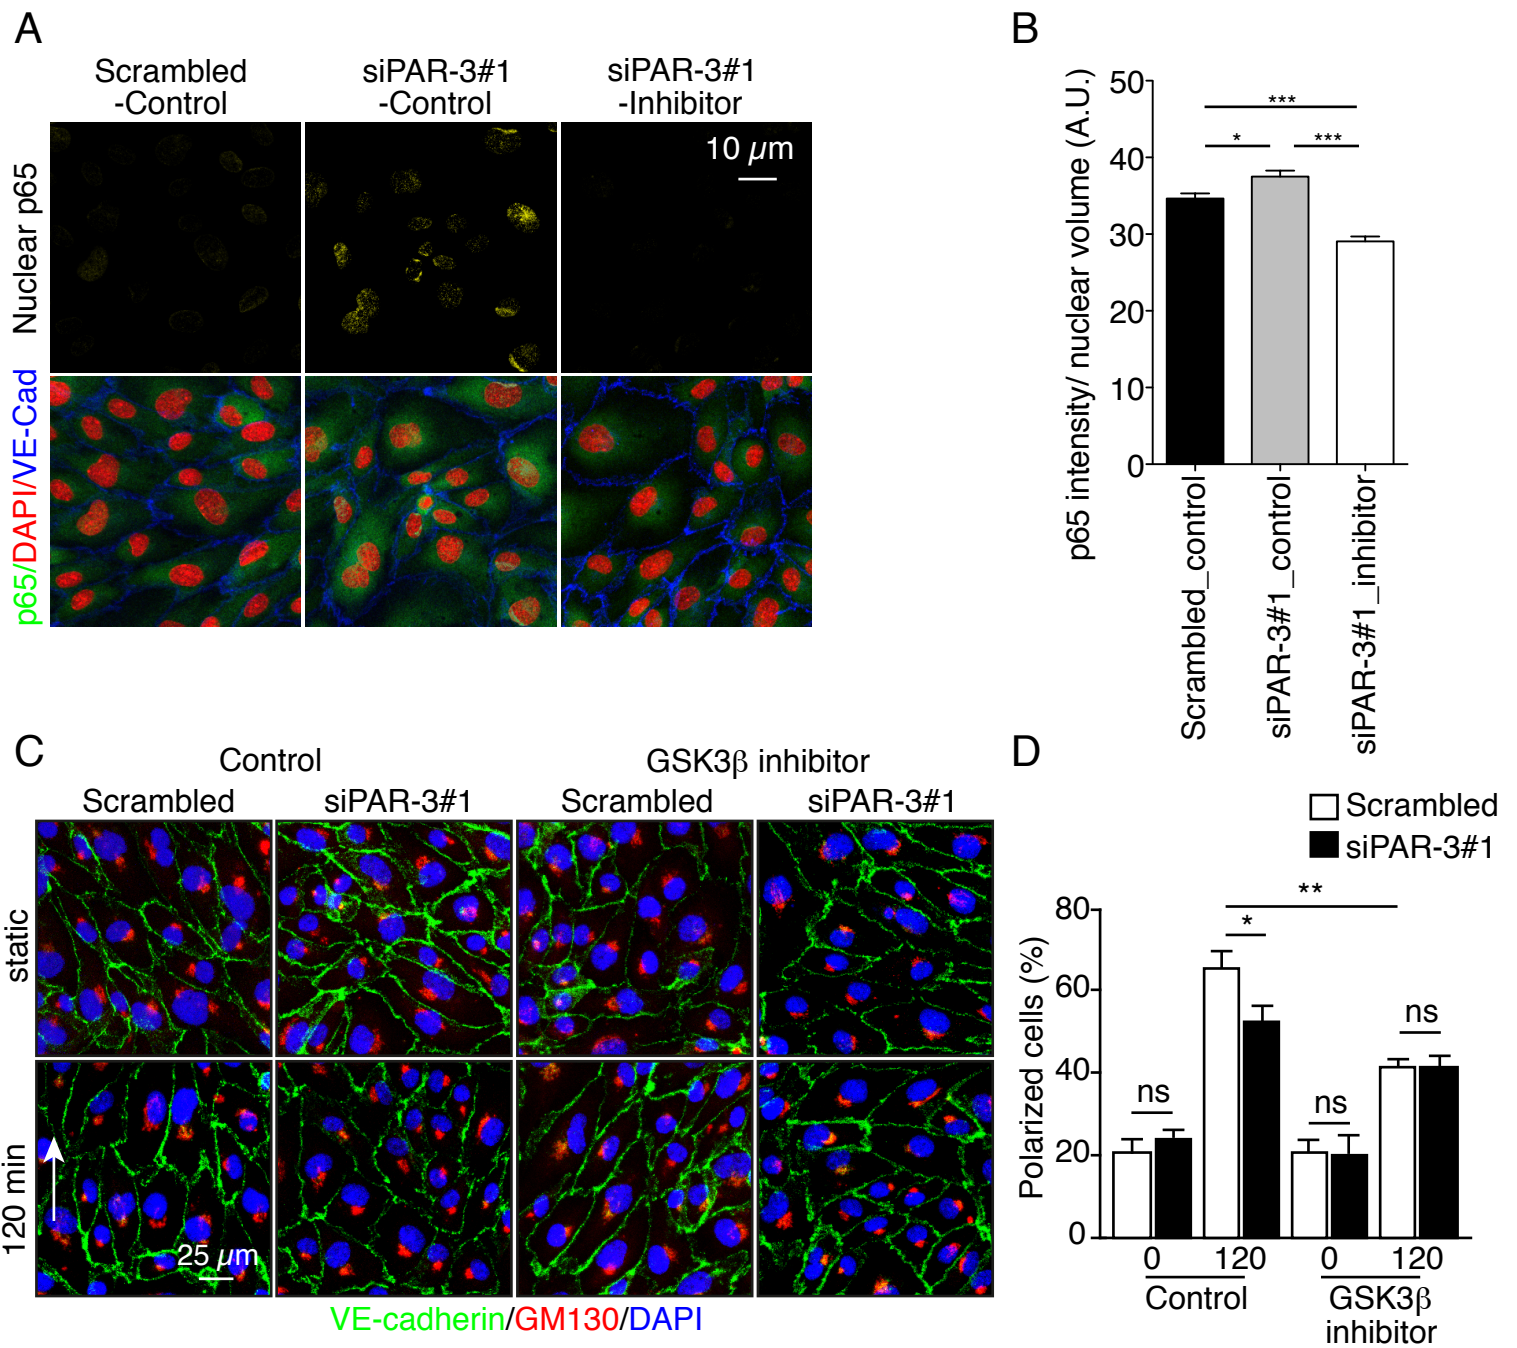 A
Scrambled
-Control
siPAR-3#1
-Control
siPAR-3#1
-Inhibitor
Nuclear p65
10 µm
p65/DAPI/VE-Cad
B
p65 intensity/ nuclear volume (A.U.)
50
40
30
20
10
0
***
*
***
Scrambled_control
siPAR-3#1_control
siPAR-3#1_inhibitor
C
Control
GSK3β inhibitor
Scrambled
siPAR-3#1
Scrambled
siPAR-3#1
static
120 min
25 µm
VE-cadherin/GM130/DAPI
D
Scrambled
siPAR-3#1
Polarized cells (%)
80
60
40
20
0
**
*
ns
ns
ns
0
120
0
120
Control
GSK3β
inhibitor